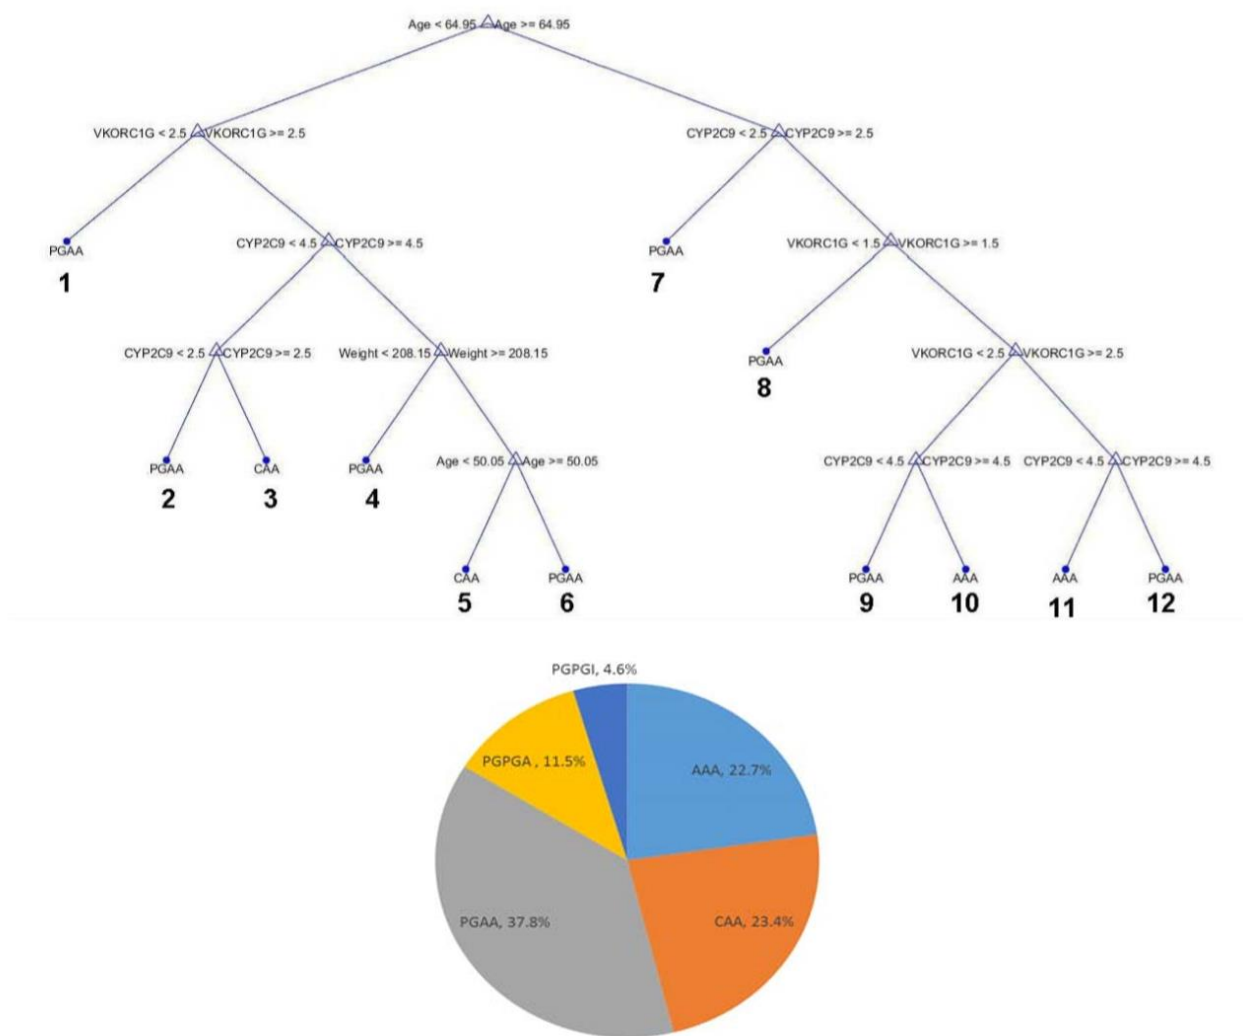 Age < 64.95 Age >= 64.95
VKORC1G < 2.5 VKORC1G >= 2.5
CYP2C9 < 2.5 CYP2C9 >= 2.5
PGAA
1
CYP2C9 < 4.5 CYP2C9 >= 4.5
PGAA
7
VKORC1G < 1.5 VKORC1G >= 1.5
CYP2C9 < 2.5 CYP2C9 >= 2.5
Weight < 208.15 Weight >= 208.15
PGAA
8
VKORC1G < 2.5 VKORC1G >= 2.5
PGAA
2
CAA
3
PGAA
4
Age < 50.05 Age >= 50.05
CYP2C9 < 4.5 CYP2C9 >= 4.5
CYP2C9 < 4.5 CYP2C9 >= 4.5
CAA
5
PGAA
6
PGAA
9
AAA
10
AAA
11
PGAA
12
PGPGI, 4.6%
PGPGA , 11.5%
AAA, 22.7%
PGAA, 37.8%
CAA, 23.4%